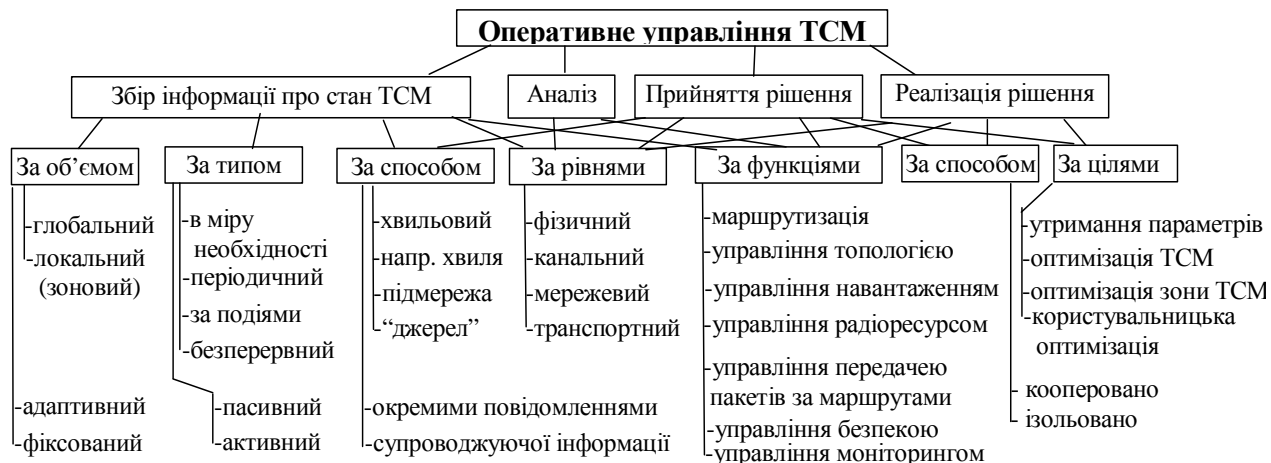 Оперативне управління ТСМ
Збір інформації про стан ТСМ
Аналіз
Прийняття рішення
Реалізація рішення
За об’ємом
За типом
За способом
За рівнями
За функціями
За способом
За цілями
-глобальний
-локальний
(зоновий)
-адаптивний
-фіксований
-в міру
необхідності
-періодичний
-за подіями
-безперервний
-пасивний
-активний
-хвильовий
-напр. хвиля
-підмережа
-“джерел”
-окремими повідомленнями
-супроводжуючої інформації
-фізичний
-канальний
-мережевий
-транспортний
-маршрутизація
-управління топологією
-управління навантаженням
-управління радіоресурсом
-управління передачею
пакетів за маршрутами
-управління безпекою
-управління моніторингом
-кооперовано
-ізольовано
-утримання параметрів
-оптимізація ТСМ
-оптимізація зони ТСМ
-користувальницька
оптимізація